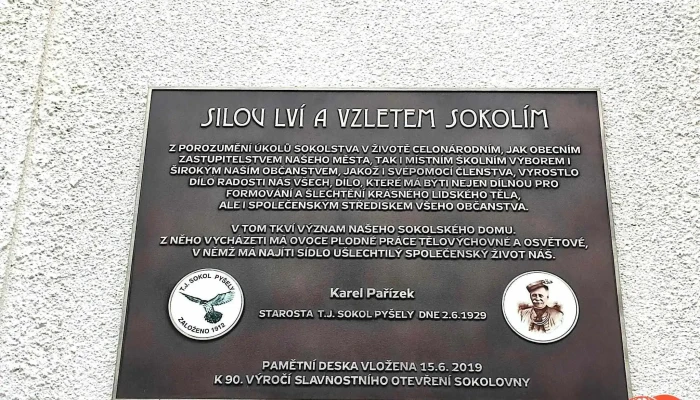 SILOU LVÍ A VZLETEM SOKOLÍM
Z POROZUMĚNÍ ÚKOLŮ SOKOLSTVA V ŽIVOTĚ CELONÁRODNÍM, JAK OBECNÍM
ZASTUPITELSTVEM NAŠEHO MĚSTA, TAK I MÍSTNÍM ŠKOLNÍM VÝBOREM I
ŠIROKÝM NAŠÍM OBČANSTVEM, JAKOŽ I SVÉPOMOCÍ ČLENSTVA, VYROSTLO
DÍLO RADOSTI NÁS VŠECH, DÍLO, KTERÉ MÁ BÝTI NEJEN DÍLNOU PRO
FORMOVÁNÍ A ŠLECHTĚNÍ KRÁSNÉHO LIDSKÉHO TĚLA,
ALE I SPOLEČENSKÝM STŘEDISKEM VŠEHO OBČANSTVA.
V TOM TKVÍ VÝZNAM NAŠEHO SOKOLSKÉHO DOMU.
Z NĚHO VYCHÁZETI MÁ OVOCE PLODNÉ PRÁCE TĚLOVÝCHOVNÉ A OSVĚTOVÉ,
V NĚMŽ MÁ NAJÍTI SÍDLO UŠLECHTILÝ SPOLEČENSKÝ ŽIVOT NÁS.
T.J. SOKOL PYŠELY
ZALOŽENO 1912
Karel Pařízek
STAROSTA T.J. SOKOL PYŠELY DNE 2.6.1929
PAMĚTNÍ DESKA VLOŽENA 15.6. 2019
K 90. VÝROČÍ SLAVNOSTNÍHO OTEVŘENÍ SOKOLOVNY